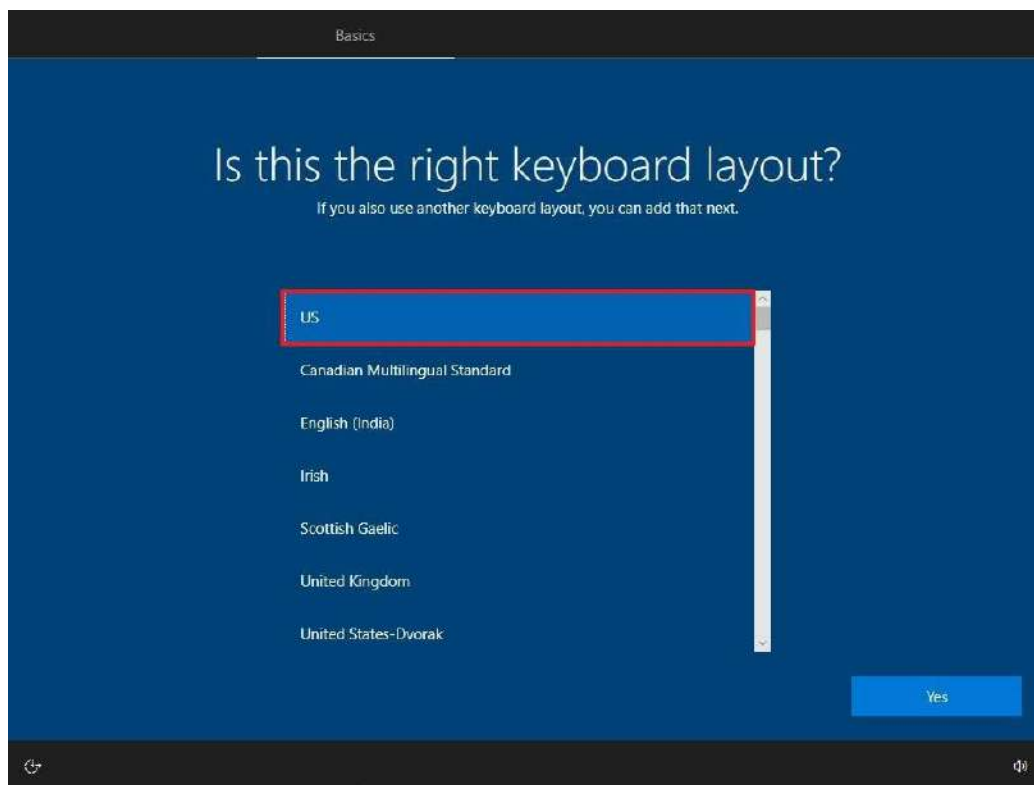 Basics
Is this the right keyboard layout?
If you also use another keyboard layout, you can add that next.
US
Canadian Multilingual Standard
English (India)
Irish
Scottish Gaelic
United Kingdom
United States-Dvorak
Yes